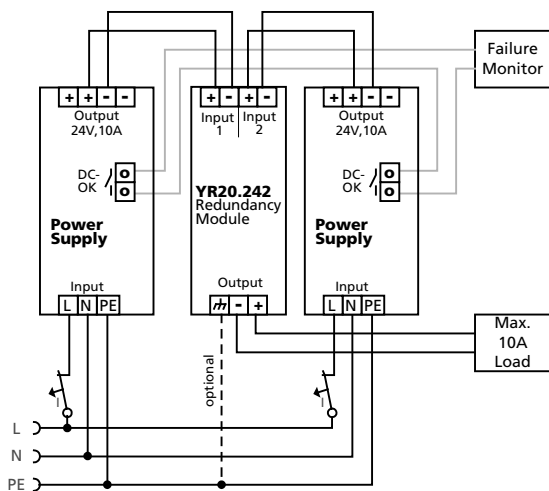 Failure
Monitor
+ + - -
Output
24V,10A
DC-
OK
Power
Supply
Input
L N PE
+ - + -
Input
1
Input
2
YR20.242
Redundancy
Module
Output
- +
optional
+ + - -
Output
24V,10A
DC-
OK
Power
Supply
Input
L N PE
Max.
10A
Load
I
I
L
N
PE